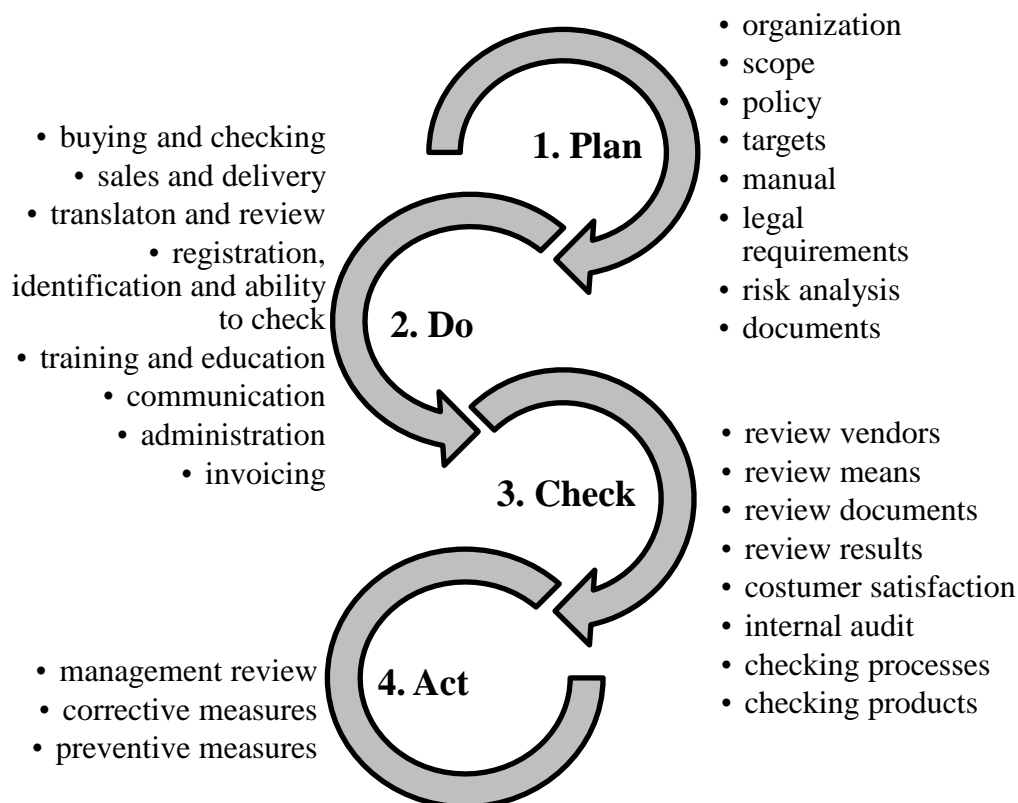 1. Plan
• organization
• scope
• policy
• targets
• manual
• legal
requirements
• risk analysis
• documents
2. Do
• buying and checking
• sales and delivery
• translaton and review
• registration,
identification and ability
to check
• training and education
• communication
• administration
• invoicing
3. Check
• review vendors
• review means
• review documents
• review results
• costumer satisfaction
• internal audit
• checking processes
• checking products
4. Act
• management review
• corrective measures
• preventive measures